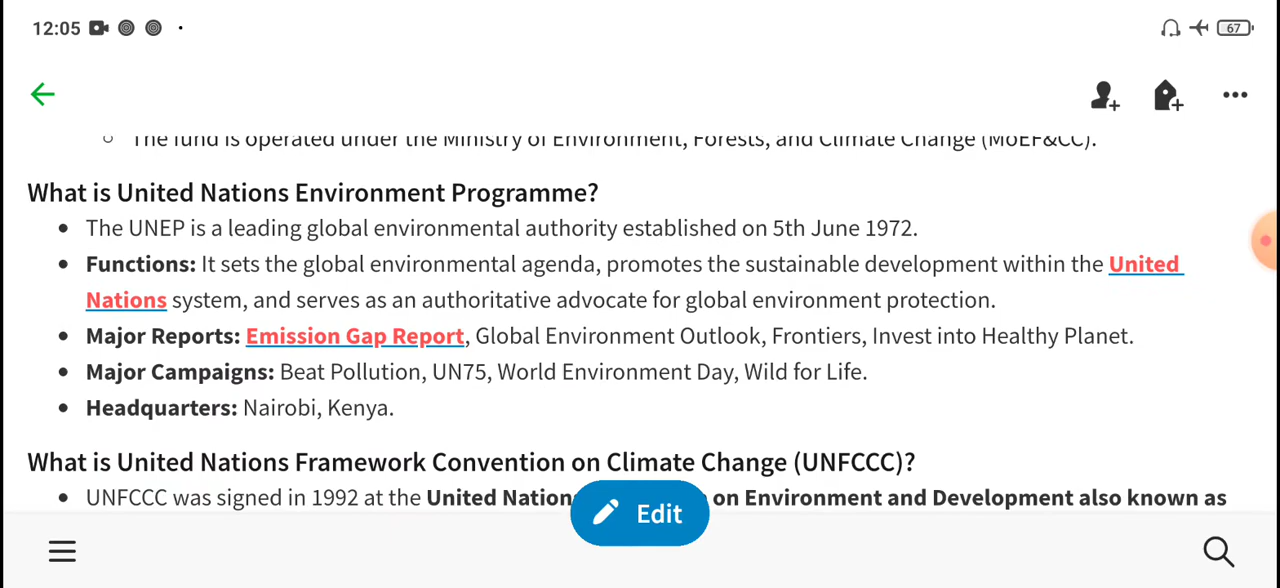 12:05
67
The fund is operated under the Ministry of Environment, Forests, and Climate Change (MoEF&CC).
What is United Nations Environment Programme?
• The UNEP is a leading global environmental authority established on 5th June 1972.
• Functions: It sets the global environmental agenda, promotes the sustainable development within the United
Nations system, and serves as an authoritative advocate for global environment protection.
• Major Reports: Emission Gap Report, Global Environment Outlook, Frontiers, Invest into Healthy Planet.
• Major Campaigns: Beat Pollution, UN75, World Environment Day, Wild for Life.
• Headquarters: Nairobi, Kenya.
What is United Nations Framework Convention on Climate Change (UNFCCC)?
• UNFCCC was signed in 1992 at the United Nation on Environment and Development also known as
Edit